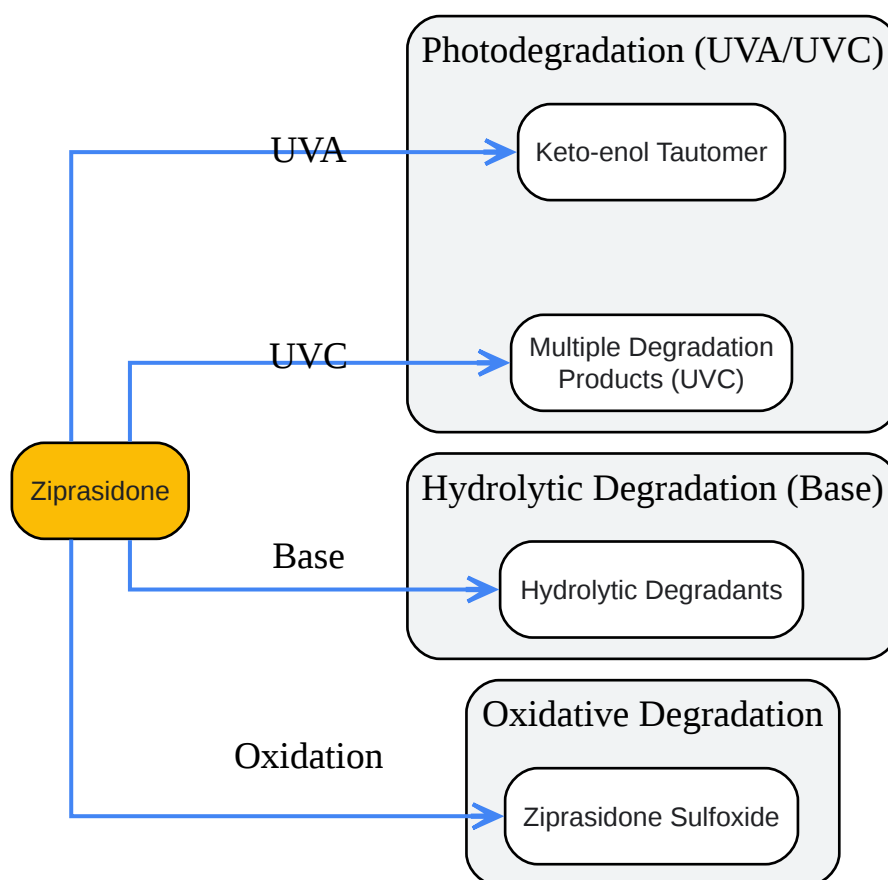 Photodegradation (UVA/UVC)
UVA
Keto-enol Tautomer
UVC
Multiple Degradation
Products (UVC)
Ziprasidone
Hydrolytic Degradation (Base)
Base
Hydrolytic Degradants
Oxidative Degradation
Oxidation
Ziprasidone Sulfoxide